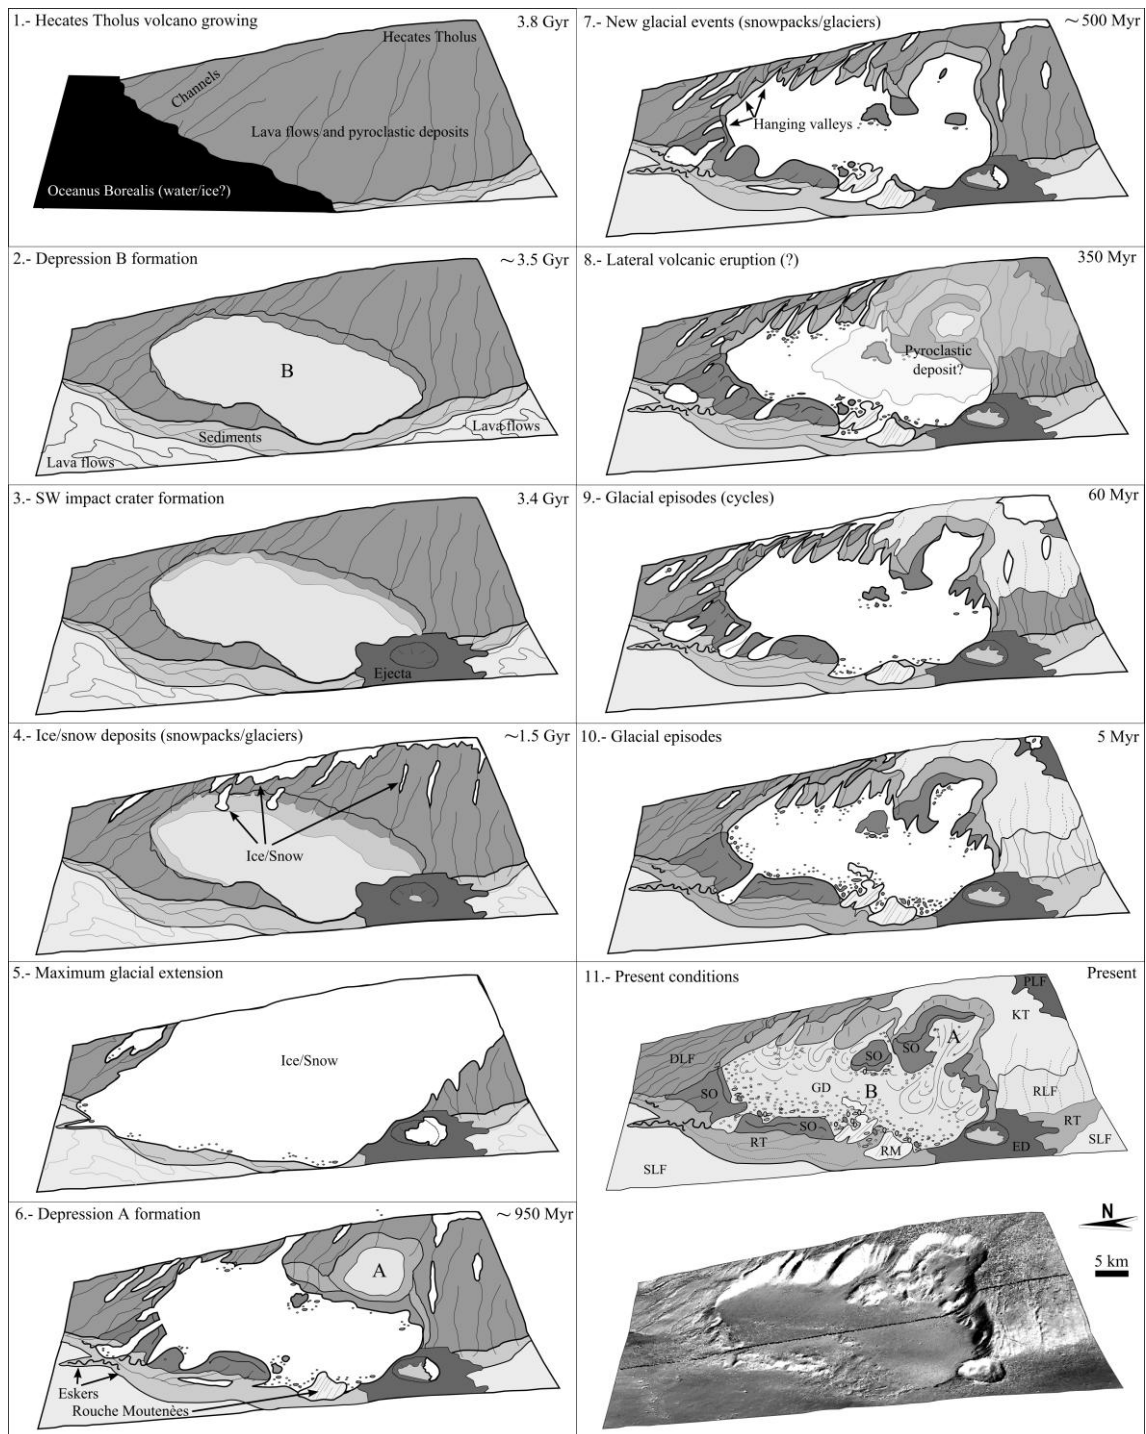 1.- Hecates Tholus volcano growing
3.8 Gyr
Hecates Tholus
Channels
Lava flows and pyroclastic deposits
Oceanus Borealis (water/ice?)
2.- Depression B formation
~ 3.5 Gyr
B
Sediments
Lava flows
Lava flows
3.- SW impact crater formation
3.4 Gyr
Ejecta
4.- Ice/snow deposits (snowpacks/glaciers)
~1.5 Gyr
Ice/Snow
5.- Maximum glacial extension
Ice/Snow
6.- Depression A formation
~ 950 Myr
A
Eskers
Rouche Moutenèes
7.- New glacial events (snowpacks/glaciers)
~ 500 Myr
Hanging valleys
8.- Lateral volcanic eruption (?)
350 Myr
Pyroclastic
deposit?
9.- Glacial episodes (cycles)
60 Myr
10.- Glacial episodes
5 Myr
11.- Present conditions
Present
PLF
KT
A
SO
SO
DLF
GD
B
SO
RLF
SO
RT
RT
RM
ED
SLF
SLF
N
5 km